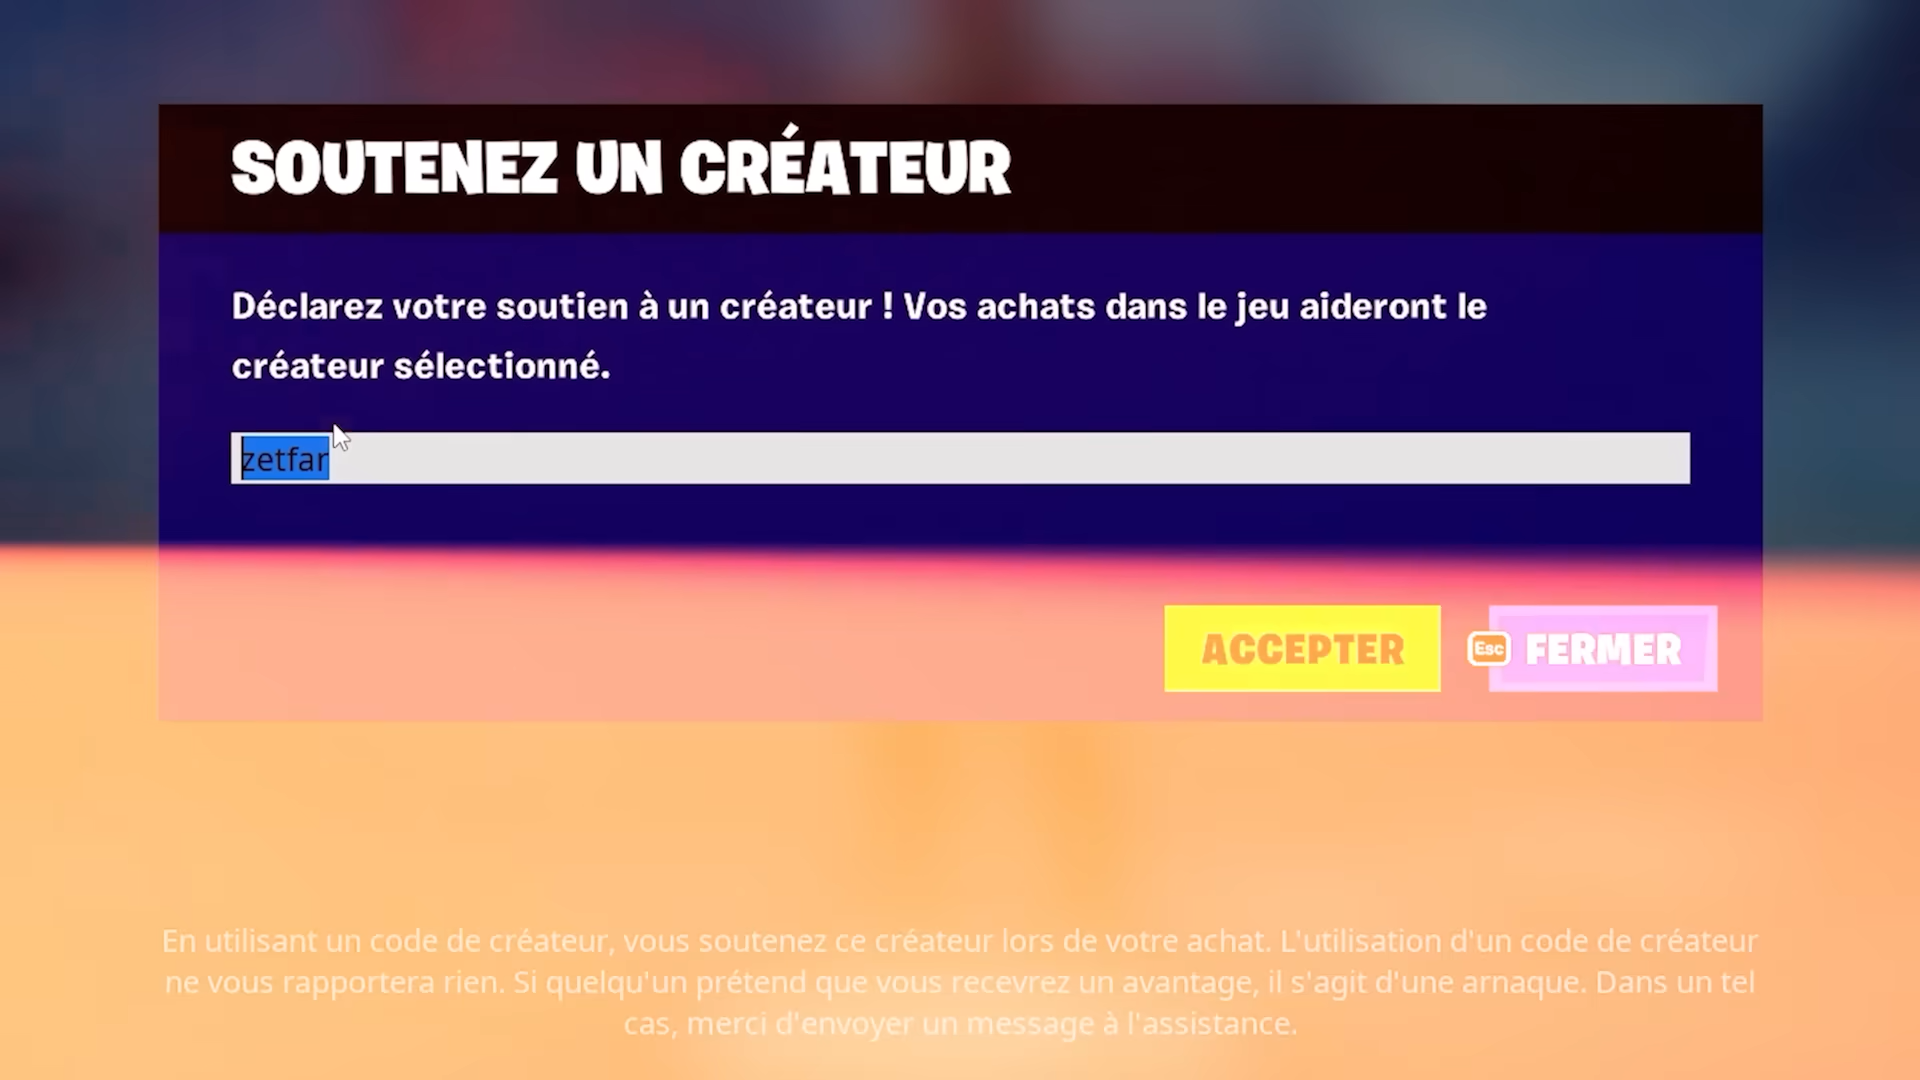 SOUTENEZ UN CRÉATEUR
Déclarez votre soutien à un créateur ! Vos achats dans le jeu aideront le
créateur sélectionné.
zetfar
ACCEPTER
Esc FERMER
En utilisant un code de créateur, vous soutenez ce créateur lors de votre achat. L'utilisation d'un code de créateur
ne vous rapportera rien. Si quelqu'un prétend que vous recevrez un avantage, il s'agit d'une arnaque. Dans un tel
cas, merci d'envoyer un message à l'assistance.